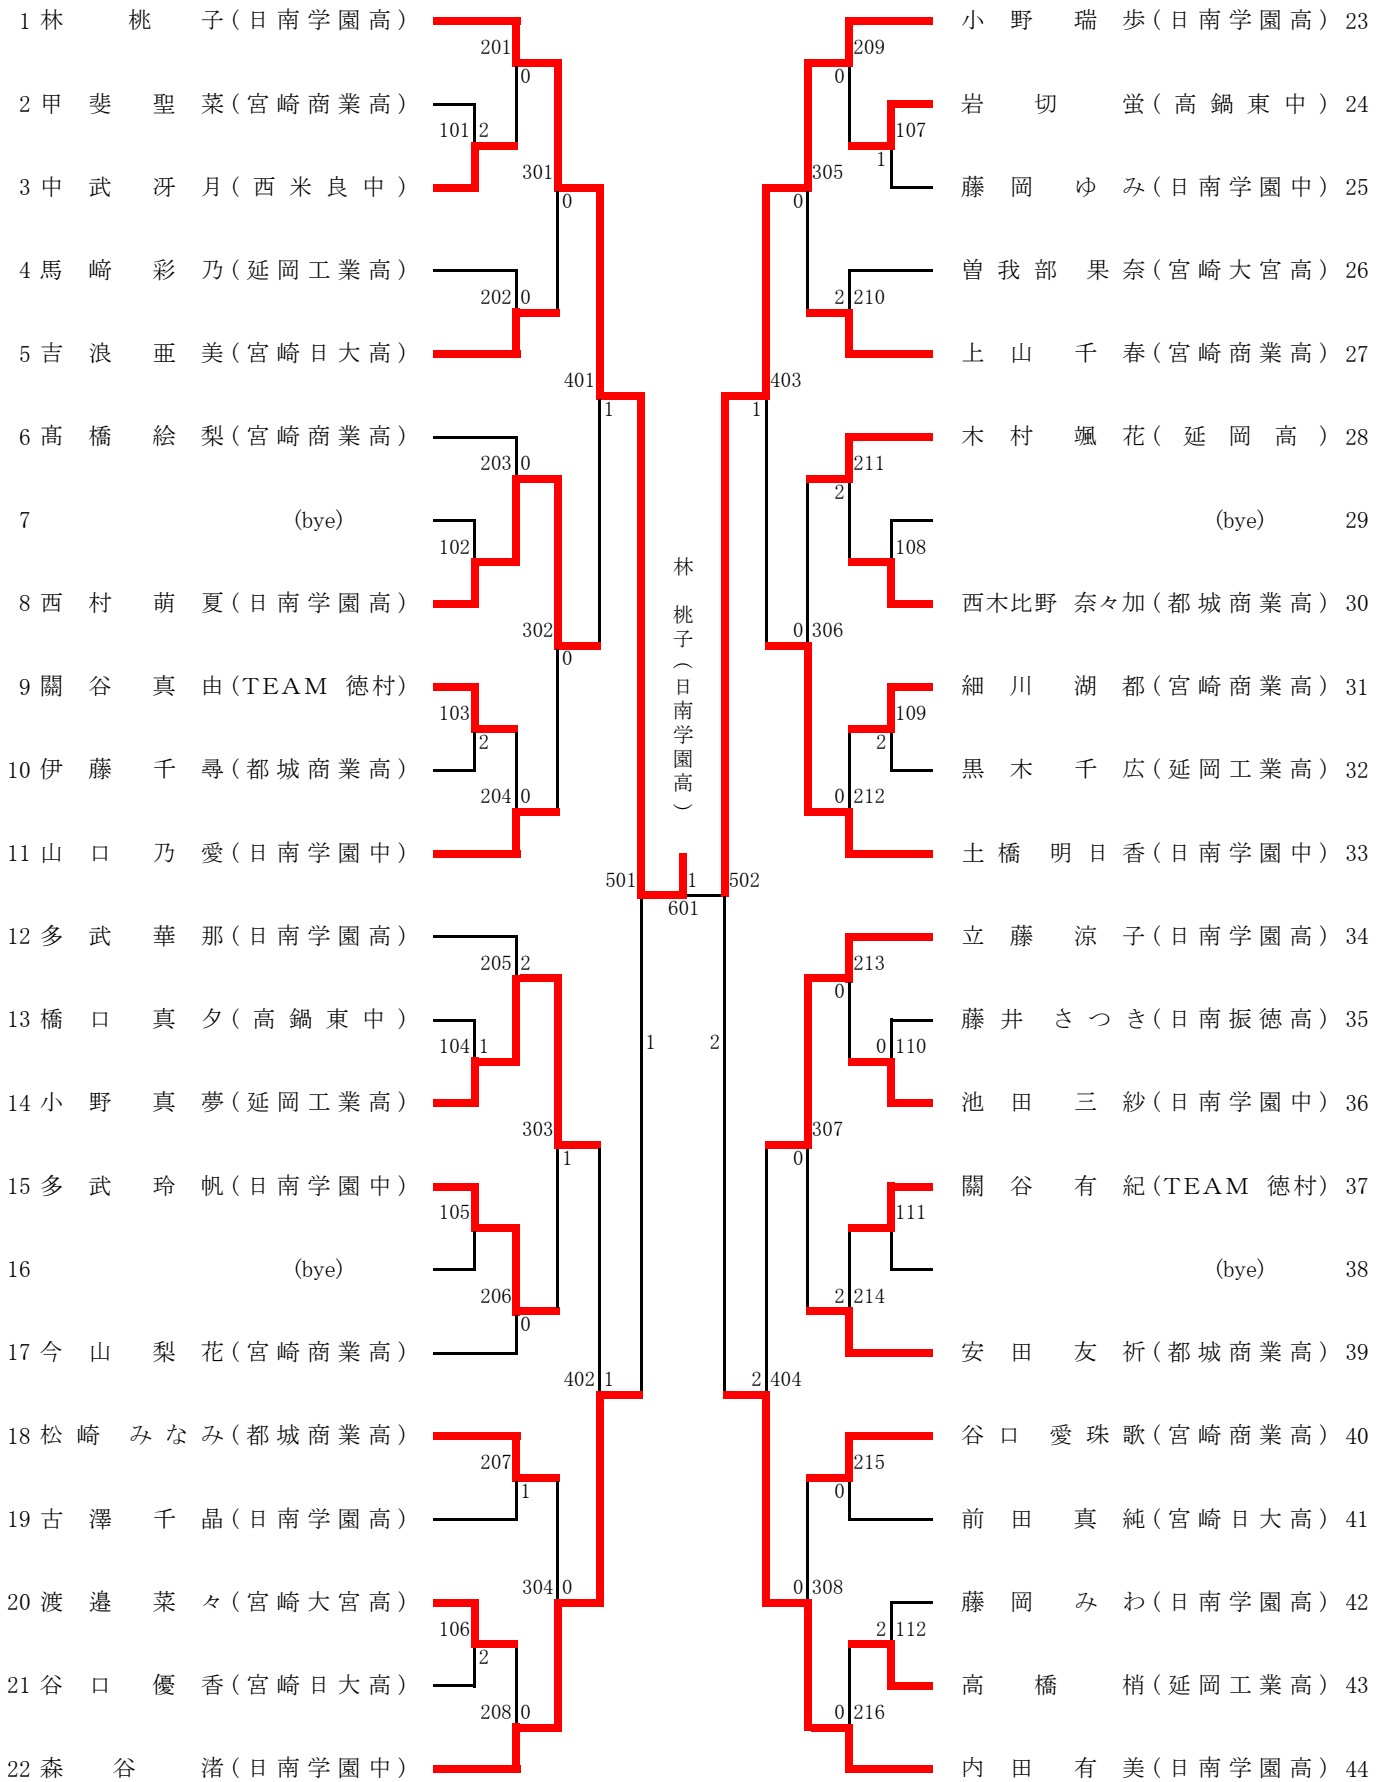 1 林 桃 子(日南学園高)
2 甲 斐 聖 菜(宮崎商業高)
3 中 武 冴 月(西米良中)
4 馬 﨑 彩 乃(延岡工業高)
5 吉 浪 亜 美(宮崎日大高)
6 髙 橋 絵 梨(宮崎商業高)
7 (bye)
8 西 村 萌 夏(日南学園高)
9 關 谷 真 由(TEAM 徳村)
10 伊 藤 千 尋(都城商業高)
11 山 口 乃 愛(日南学園中)
12 多 武 華 那(日南学園高)
13 橋 口 真 夕(高鍋東中)
14 小 野 真 夢(延岡工業高)
15 多 武 玲 帆(日南学園中)
16 (bye)
17 今 山 梨 花(宮崎商業高)
18 松 崎 みなみ(都城商業高)
19 古 澤 千 晶(日南学園高)
20 渡 邉 菜 々(宮崎大宮高)
21 谷 口 優 香(宮崎日大高)
22 森 谷 渚(日南学園中)
201
0
101 2
301
0
202 0
401
1
203 0
102
302
0
103
2
204 0
501
205 2
104 1
1
303
1
105
206
0
402 1
207
1
304 0
106
2
208 0
林 桃子(日南学園高)
1
601
502
209
0
107
1
305
0
2 210
403
1
211
2
108
0 306
109
2
0 212
213
0
0 110
2
307
0
111
2 214
2 404
215
0
0 308
2 112
0 216
小 野 瑞 歩(日南学園高) 23
岩 切 蛍(高鍋東中) 24
藤 岡 ゆ み(日南学園中) 25
曽我部 果 奈(宮崎大宮高) 26
上 山 千 春(宮崎商業高) 27
木 村 颯 花(延岡高) 28
(bye) 29
西木比野 奈々加(都城商業高) 30
細 川 湖 都(宮崎商業高) 31
黒 木 千 広(延岡工業高) 32
土 橋 明日香(日南学園中) 33
立 藤 涼 子(日南学園高) 34
藤 井 さつき(日南振徳高) 35
池 田 三 紗(日南学園中) 36
關 谷 有 紀(TEAM 徳村) 37
(bye) 38
安 田 友 祈(都城商業高) 39
谷 口 愛珠歌(宮崎商業高) 40
前 田 真 純(宮崎日大高) 41
藤 岡 み わ(日南学園高) 42
高 橋 梢(延岡工業高) 43
内 田 有 美(日南学園高) 44